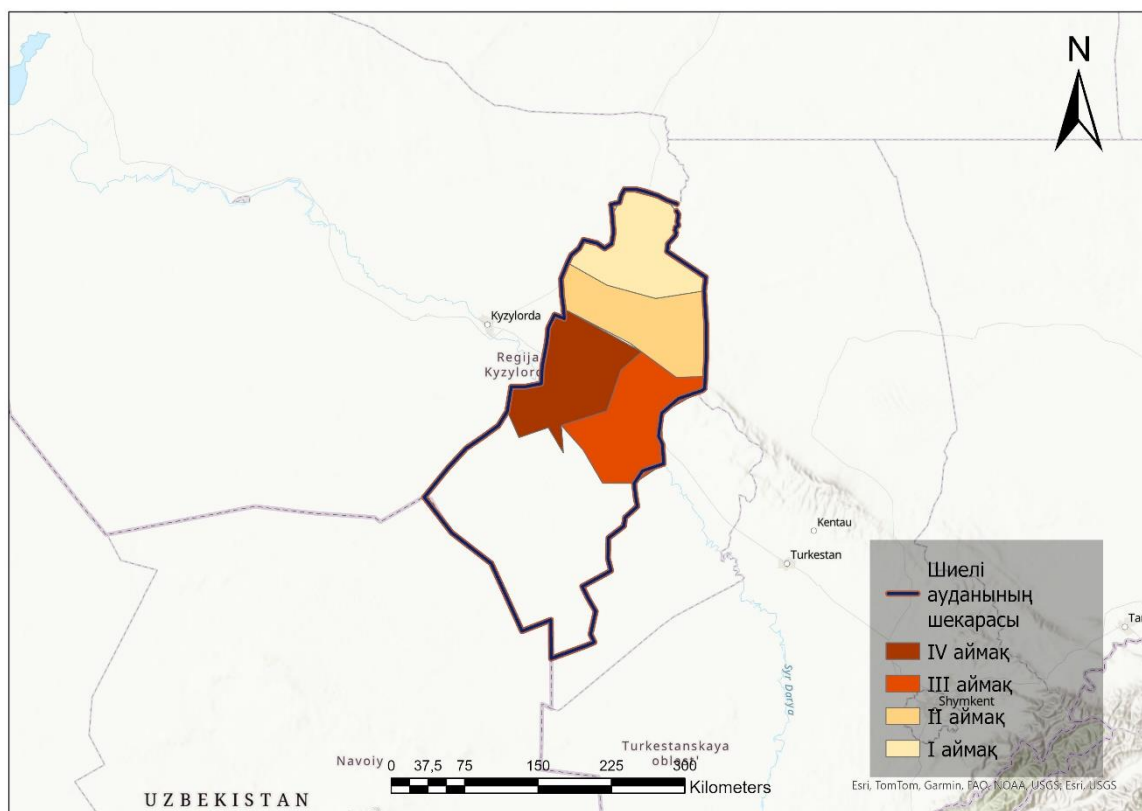 N
Kyzylorda
Regija
Kyzylord
Kentau
Turkestan
Шиелі
ауданының
шекарасы
IV аймақ
III аймақ
II аймақ
I аймақ
Shymkent
Tar
Syr Darya
Turkestanskaya
oblast'
Navoiy
0 37,5 75 150 225 300
Kilometers
UZBEKISTAN
Esri, TomTom, Garmin, FAO, NOAA, USGS, Esri, USGS